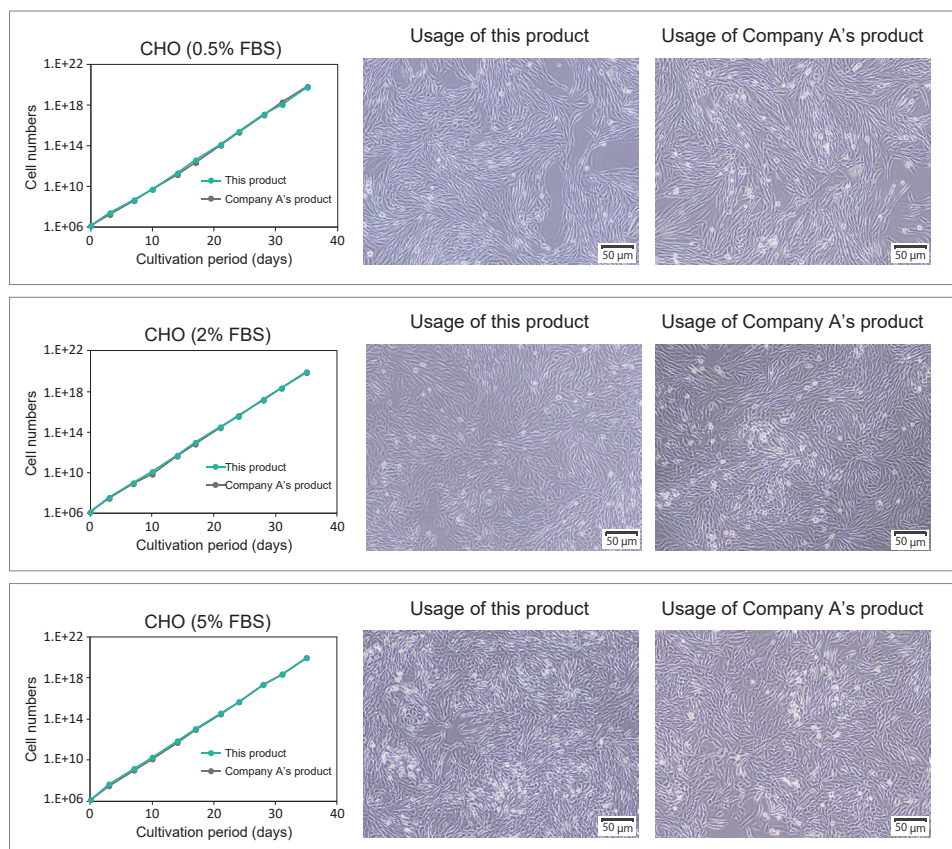 CHO (0.5% FBS)
Usage of this product
Usage of Company A's product
Cell numbers
1.E+22
1.E+18
1.E+14
1.E+10
1.E+06
This product
Company A's product
0
10
20
30
40
Cultivation period (days)
50 µm
50 µm
CHO (2% FBS)
Usage of this product
Usage of Company A's product
Cell numbers
1.E+22
1.E+18
1.E+14
1.E+10
1.E+06
This product
Company A's product
0
10
20
30
40
Cultivation period (days)
50 µm
50 µm
CHO (5% FBS)
Usage of this product
Usage of Company A's product
Cell numbers
1.E+22
1.E+18
1.E+14
1.E+10
1.E+06
This product
Company A's product
0
10
20
30
40
Cultivation period (days)
50 µm
50 µm